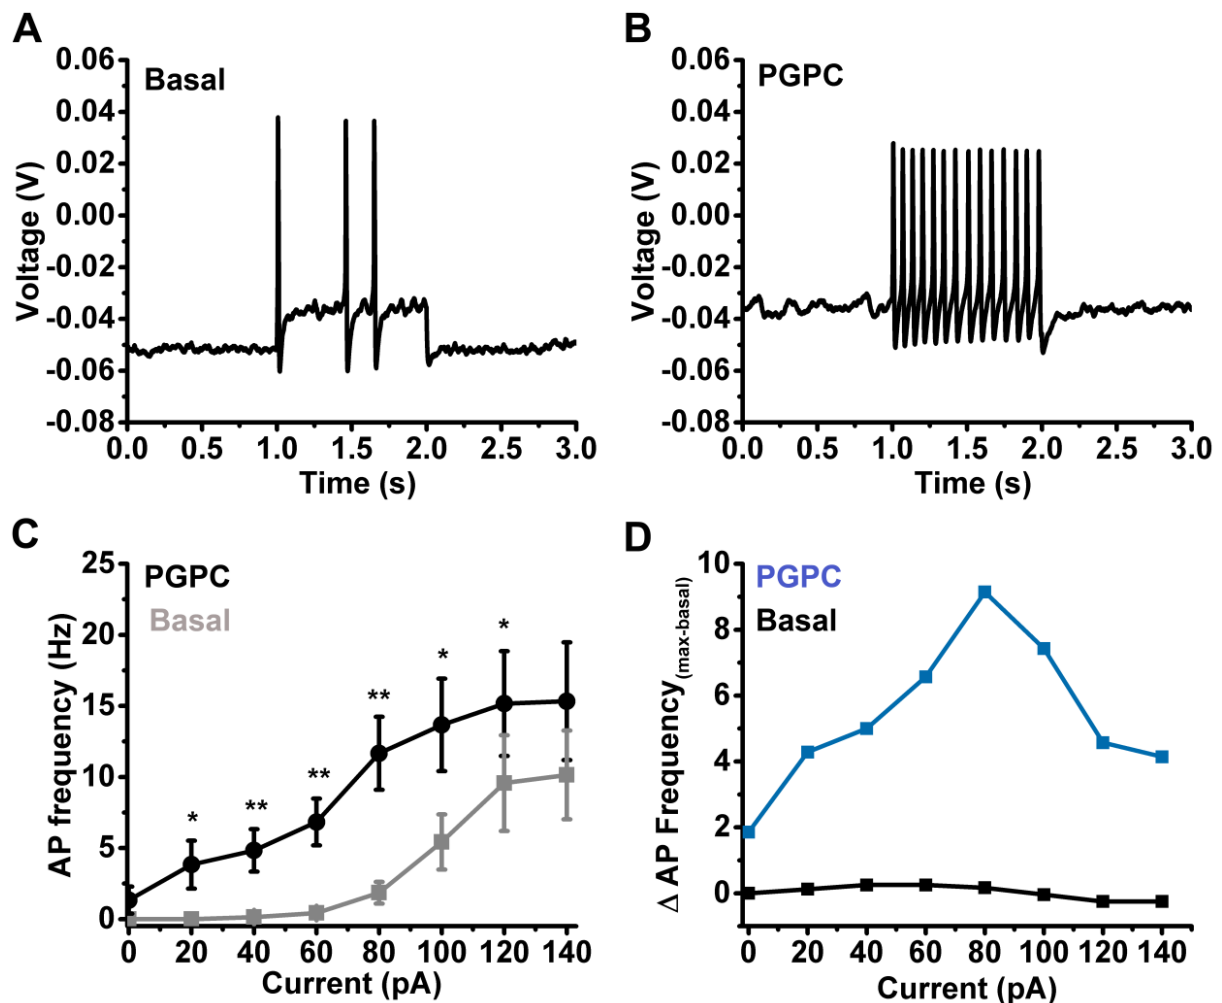 A
0.06
0.04
0.02
0.00
-0.02
-0.04
-0.06
-0.08
Voltage (V)
Basal
0.0 0.5 1.0 1.5 2.0 2.5 3.0
Time (s)
B
0.06
0.04
0.02
0.00
-0.02
-0.04
-0.06
-0.08
Voltage (V)
PGPC
0.0 0.5 1.0 1.5 2.0 2.5 3.0
Time (s)
C
25
20
15
10
5
0
AP frequency (Hz)
PGPC
Basal
* ** ** ** * *
0 20 40 60 80 100 120 140
Current (pA)
D
10
8
6
4
2
0
Δ AP Frequency(max-basal)
PGPC
Basal
0 20 40 60 80 100 120 140
Current (pA)